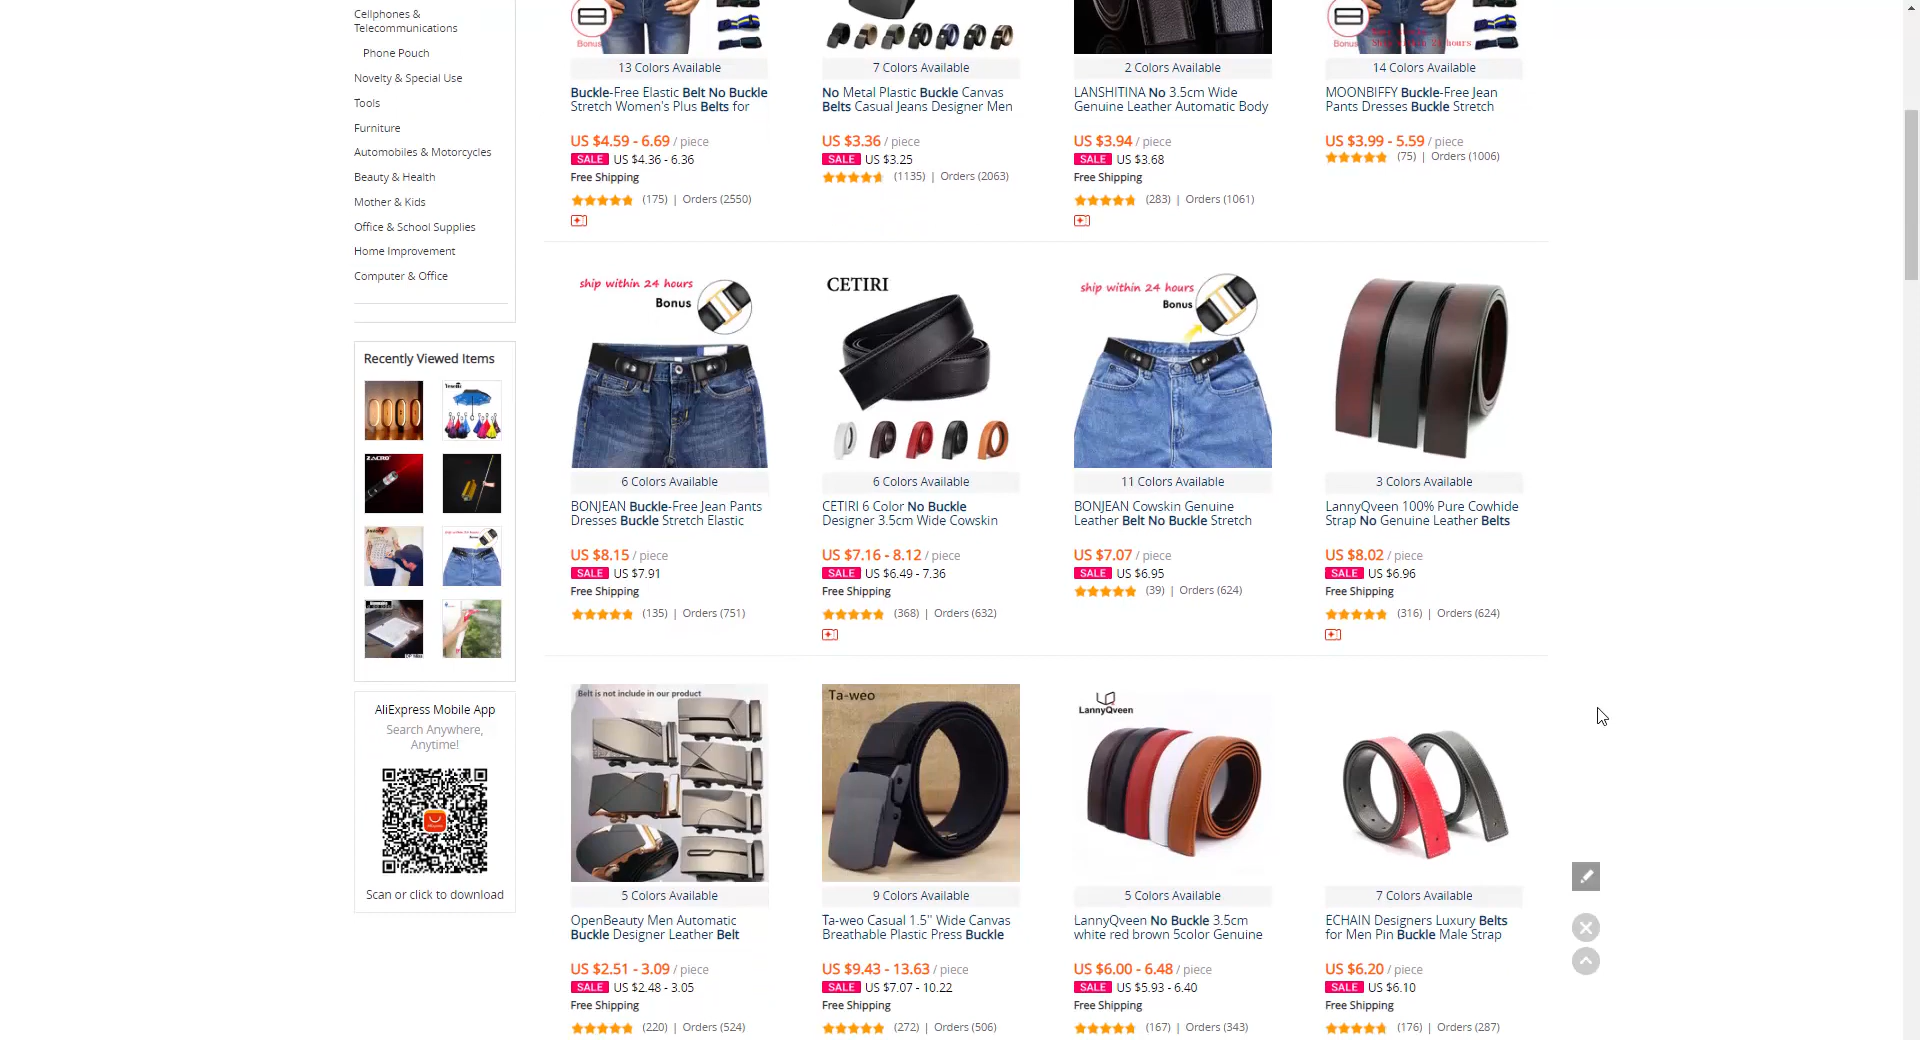 Cellphones &
Telecommunications
Phone Pouch
Novelty & Special Use
Tools
Furniture
Automobiles & Motorcycles
Beauty & Health
Mother & Kids
Office & School Supplies
Home Improvement
Computer & Office
Recently Viewed Items
AliExpress Mobile App
Search Anywhere,
Anytime!
Scan or click to download
Bonus
13 Colors Available
Buckle-Free Elastic Belt No Buckle
Stretch Women's Plus Belts for
US $4.59 - 6.69 / piece
SALE US $4.36 - 6.36
Free Shipping
(175) | Orders (2550)
7 Colors Available
No Metal Plastic Buckle Canvas
Belts Casual Jeans Designer Men
US $3.36 / piece
SALE US $3.25
(1135) | Orders (2063)
2 Colors Available
LANSHITINA No 3.5cm Wide
Genuine Leather Automatic Body
US $3.94 / piece
SALE US $3.68
Free Shipping
(283) | Orders (1061)
Bonus
14 Colors Available
MOONBIFFY Buckle-Free Jean
Pants Dresses Buckle Stretch
US $3.99 - 5.59 / piece
(75) | Orders (1006)
ship within 24 hours
Bonus
6 Colors Available
BONJEAN Buckle-Free Jean Pants
Dresses Buckle Stretch Elastic
US $8.15 / piece
SALE US $7.91
Free Shipping
(135) | Orders (751)
CETIRI
6 Colors Available
CETIRI 6 Color No Buckle
Designer 3.5cm Wide Cowskin
US $7.16 - 8.12 / piece
SALE US $6.49 - 7.36
Free Shipping
(368) | Orders (632)
ship within 24 hours
Bonus
11 Colors Available
BONJEAN Cowskin Genuine
Leather Belt No Buckle Stretch
US $7.07 / piece
SALE US $6.95
(39) | Orders (624)
3 Colors Available
LannyQveen 100% Pure Cowhide
Strap No Genuine Leather Belts
US $8.02 / piece
SALE US $6.96
Free Shipping
(316) | Orders (624)
Belt is not include in our product
5 Colors Available
OpenBeauty Men Automatic
Buckle Designer Leather Belt
US $2.51 - 3.09 / piece
SALE US $2.48 - 3.05
Free Shipping
(220) | Orders (524)
Ta-weo
9 Colors Available
Ta-weo Casual 1.5" Wide Canvas
Breathable Plastic Press Buckle
US $9.43 - 13.63 / piece
SALE US $7.07 - 10.22
Free Shipping
(272) | Orders (506)
LannyQveen
5 Colors Available
LannyQveen No Buckle 3.5cm
white red brown 5color Genuine
US $6.00 - 6.48 / piece
SALE US $5.93 - 6.40
Free Shipping
(167) | Orders (343)
7 Colors Available
ECHAIN Designers Luxury Belts
for Men Pin Buckle Male Strap
US $6.20 / piece
SALE US $6.10
Free Shipping
(176) | Orders (287)